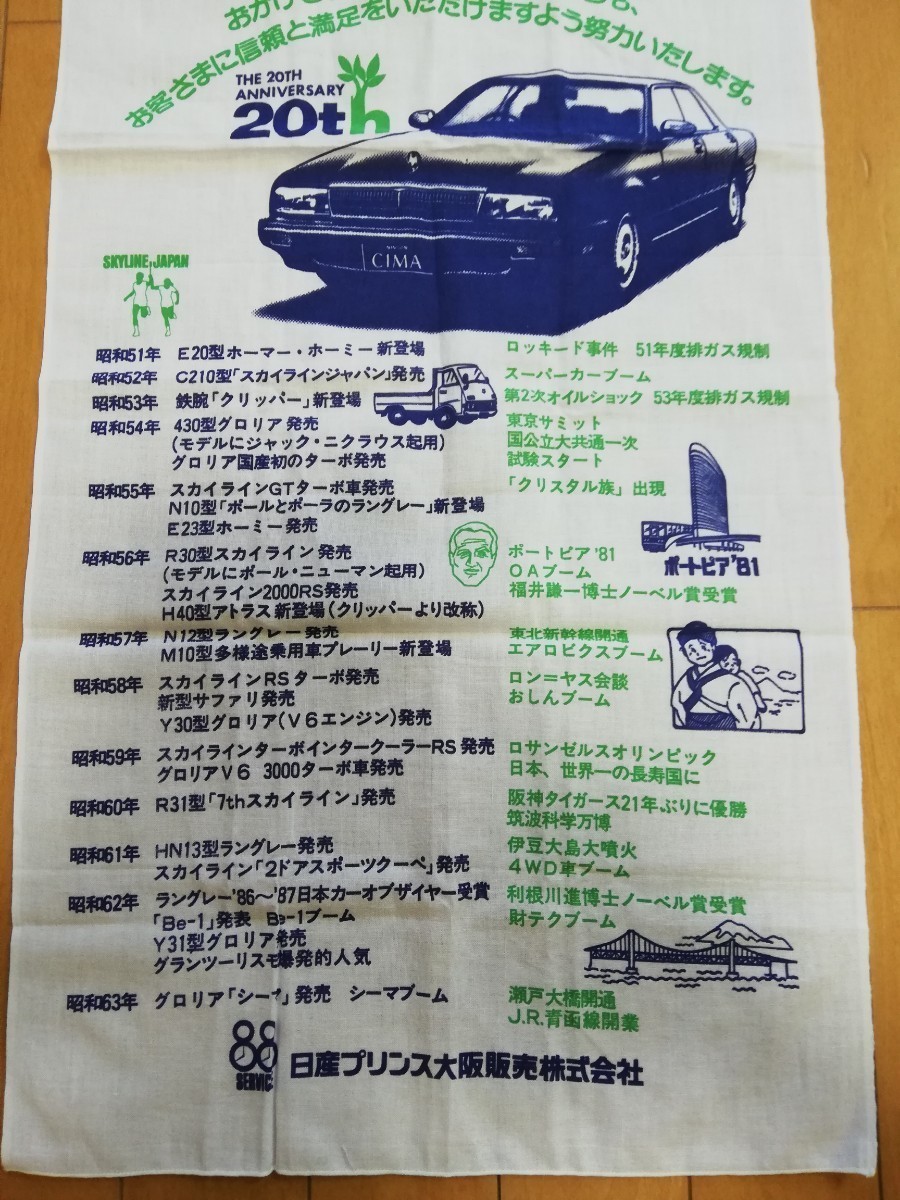 お客さまに信頼と満足をいただけますよう努力いたします。
THE 20TH
ANNIVERSARY
20th
CIMA
SKYLINE JAPAN
昭和51年 E20型ホーマー・ホーミー新登場 ロッキード事件 51年度排ガス規制
昭和52年 C210型「スカイラインジャパン」発売 スーパーカーブーム
昭和53年 鉄腕「クリッパー」新登場 第2次オイルショック 53年度排ガス規制
昭和54年 430型グロリア発売 東京サミット
(モデルにジャック・ニクラウス起用) 国公立大共通一次
グロリア国産初のターボ発売 試験スタート
昭和55年 スカイラインGTターボ車発売 「クリスタル族」出現
N10型「ポールとポーラのラングレー」新登場
E23型ホーミー発売
昭和56年 R30型スカイライン発売 ポートピア'81
(モデルにポール・ニューマン起用) OAブーム
スカイライン2000RS発売 福井謙一博士ノーベル賞受賞
H40型アトラス新登場(クリッパーより改称)
ポートピア'81
昭和57年 N12型ラングレー発売 東北新幹線開通
M10型多様途乗用車プレーリー新登場 エアロビクスブーム
昭和58年 スカイラインRSターボ発売 ロン=ヤス会談
新型サファリ発売 おしんブーム
Y30型グロリア(V6エンジン)発売
昭和59年 スカイラインターボインタークーラーRS発売 ロサンゼルスオリンピック
グロリアV6 3000ターボ車発売 日本、世界一の長寿国に
昭和60年 R31型「7thスカイライン」発売 阪神タイガース21年ぶりに優勝
筑波科学万博
昭和61年 HN13型ラングレー発売 伊豆大島大噴火
スカイライン「2ドアスポーツクーペ」発売 4WD車ブーム
昭和62年 ラングレー'86〜'87日本カーオブザイヤー受賞 利根川進博士ノーベル賞受賞
「Be-1」発表 Be-1ブーム 財テクブーム
Y31型グロリア発売
グランツーリスモ爆発的人気
昭和63年 グロリア「シーマ」発売 シーマブーム 瀬戸大橋開通
J.R.青函線開業
88
SERVIC
日産プリンス大阪販売株式会社